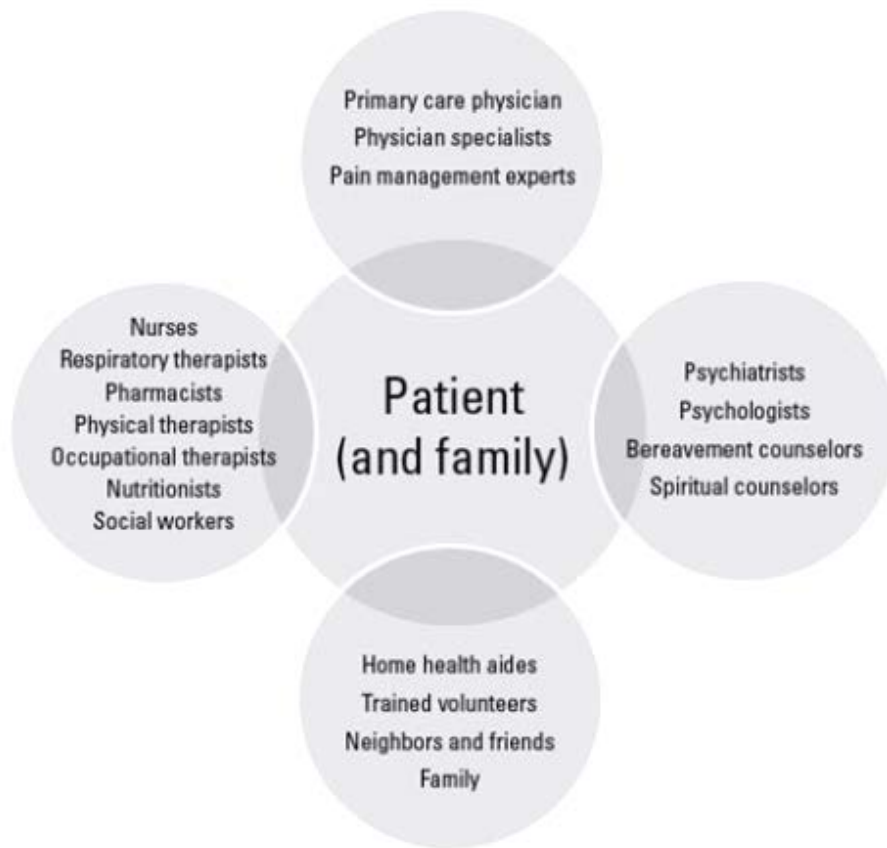 Primary care physician
Physician specialists
Pain management experts
Nurses
Respiratory therapists
Pharmacists
Physical therapists
Occupational therapists
Nutritionists
Social workers
Patient
(and family)
Psychiatrists
Psychologists
Bereavement counselors
Spiritual counselors
Home health aides
Trained volunteers
Neighbors and friends
Family